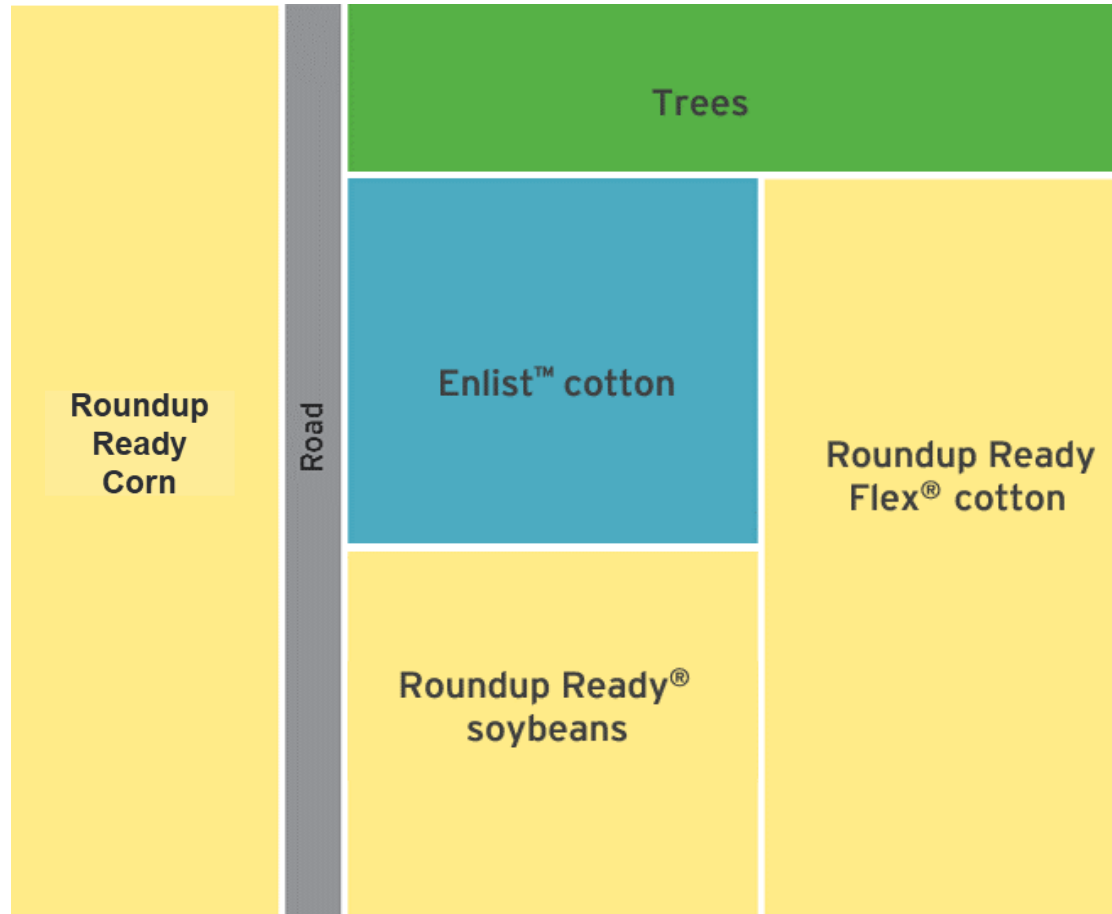 Trees
Enlist™ cotton
Roundup
Ready
Corn
Road
Roundup Ready
Flex® cotton
Roundup Ready®
soybeans